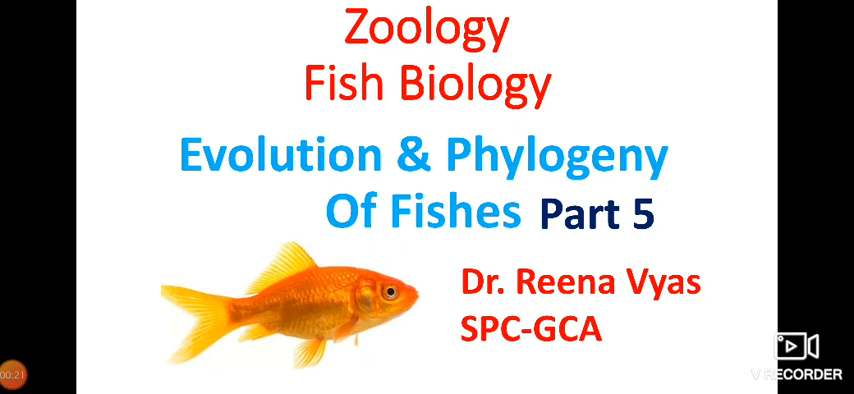 Zoology
Fish Biology
Evolution & Phylogeny
Of Fishes Part 5
Dr. Reena Vyas
SPC-GCA
00:21
V RECORDER